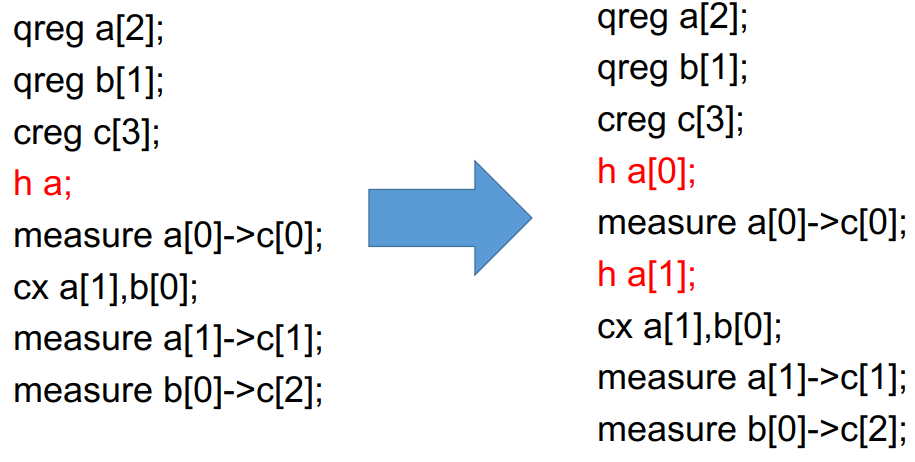 qreg a[2];
qreg b[1];
creg c[3];
h a;
measure a[0]->c[0];
cx a[1],b[0];
measure a[1]->c[1];
measure b[0]->c[2];
qreg a[2];
qreg b[1];
creg c[3];
h a[0];
measure a[0]->c[0];
h a[1];
cx a[1],b[0];
measure a[1]->c[1];
measure b[0]->c[2];